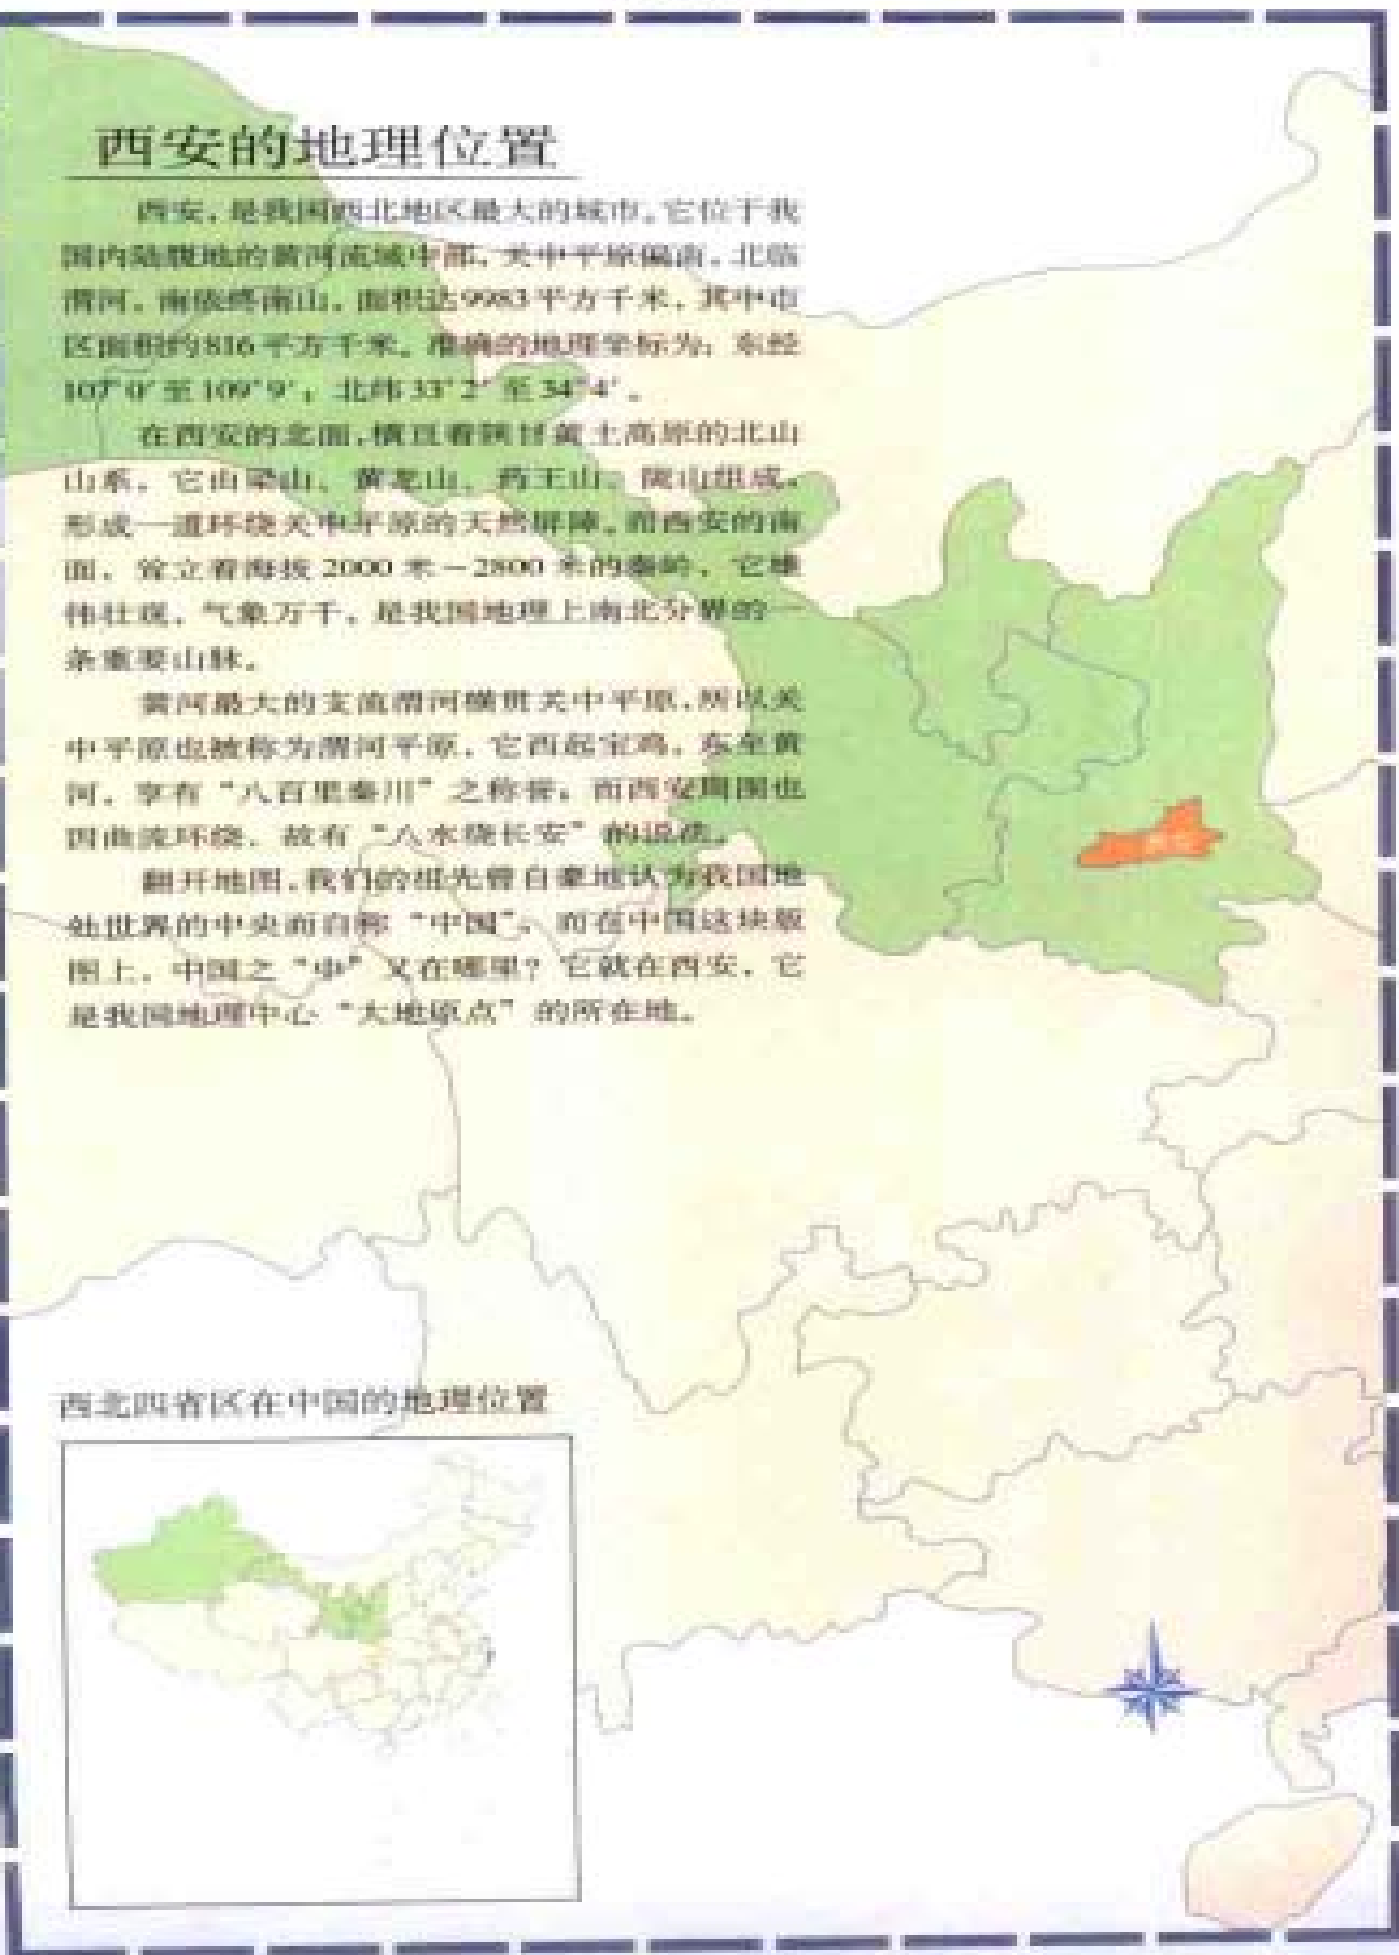 西安的地理位置
西安，是我国西北地区最大的城市。它位于我
国内陆腹地的黄河流域中部，关中平原偏南。北临
渭河，南依终南山，面积达9983平方千米，其中市
区面积约816平方千米。准确的地理坐标为：东经
107°0′至109°9′，北纬33°2′至34°4′。
在西安的北面，横亘着陕甘黄土高原的北山
山系，它由梁山、黄龙山、药王山、陇山组成，
形成一道环绕关中平原的天然屏障。而西安的南
面，耸立着海拔2000米－2800米的秦岭，它雄
伟壮观，气象万千，是我国地理上南北分界的一
条重要山脉。
黄河最大的支流渭河横贯关中平原，所以关
中平原也被称为渭河平原，它西起宝鸡，东至黄
河，享有“八百里秦川”之称誉。而西安周围也
因曲流环绕，故有“八水绕长安”的说法。
翻开地图，我们的祖先曾自豪地认为我国地
处世界的中央而自称“中国”。而在中国这块版
图上，中国之“中”又在哪里？它就在西安，它
是我国地理中心“大地原点”的所在地。
西北四省区在中国的地理位置